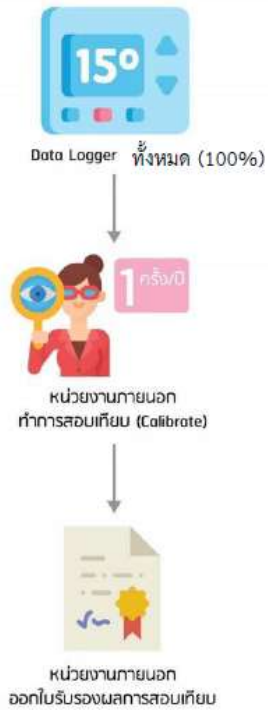 15°
Data Logger ทั้งหมด (100%)
1 ครั้ง/ปี
หน่วยงานภายนอก
ทำการสอบเทียบ (Calibrate)
หน่วยงานภายนอก
ออกใบรับรองผลการสอบเทียบ